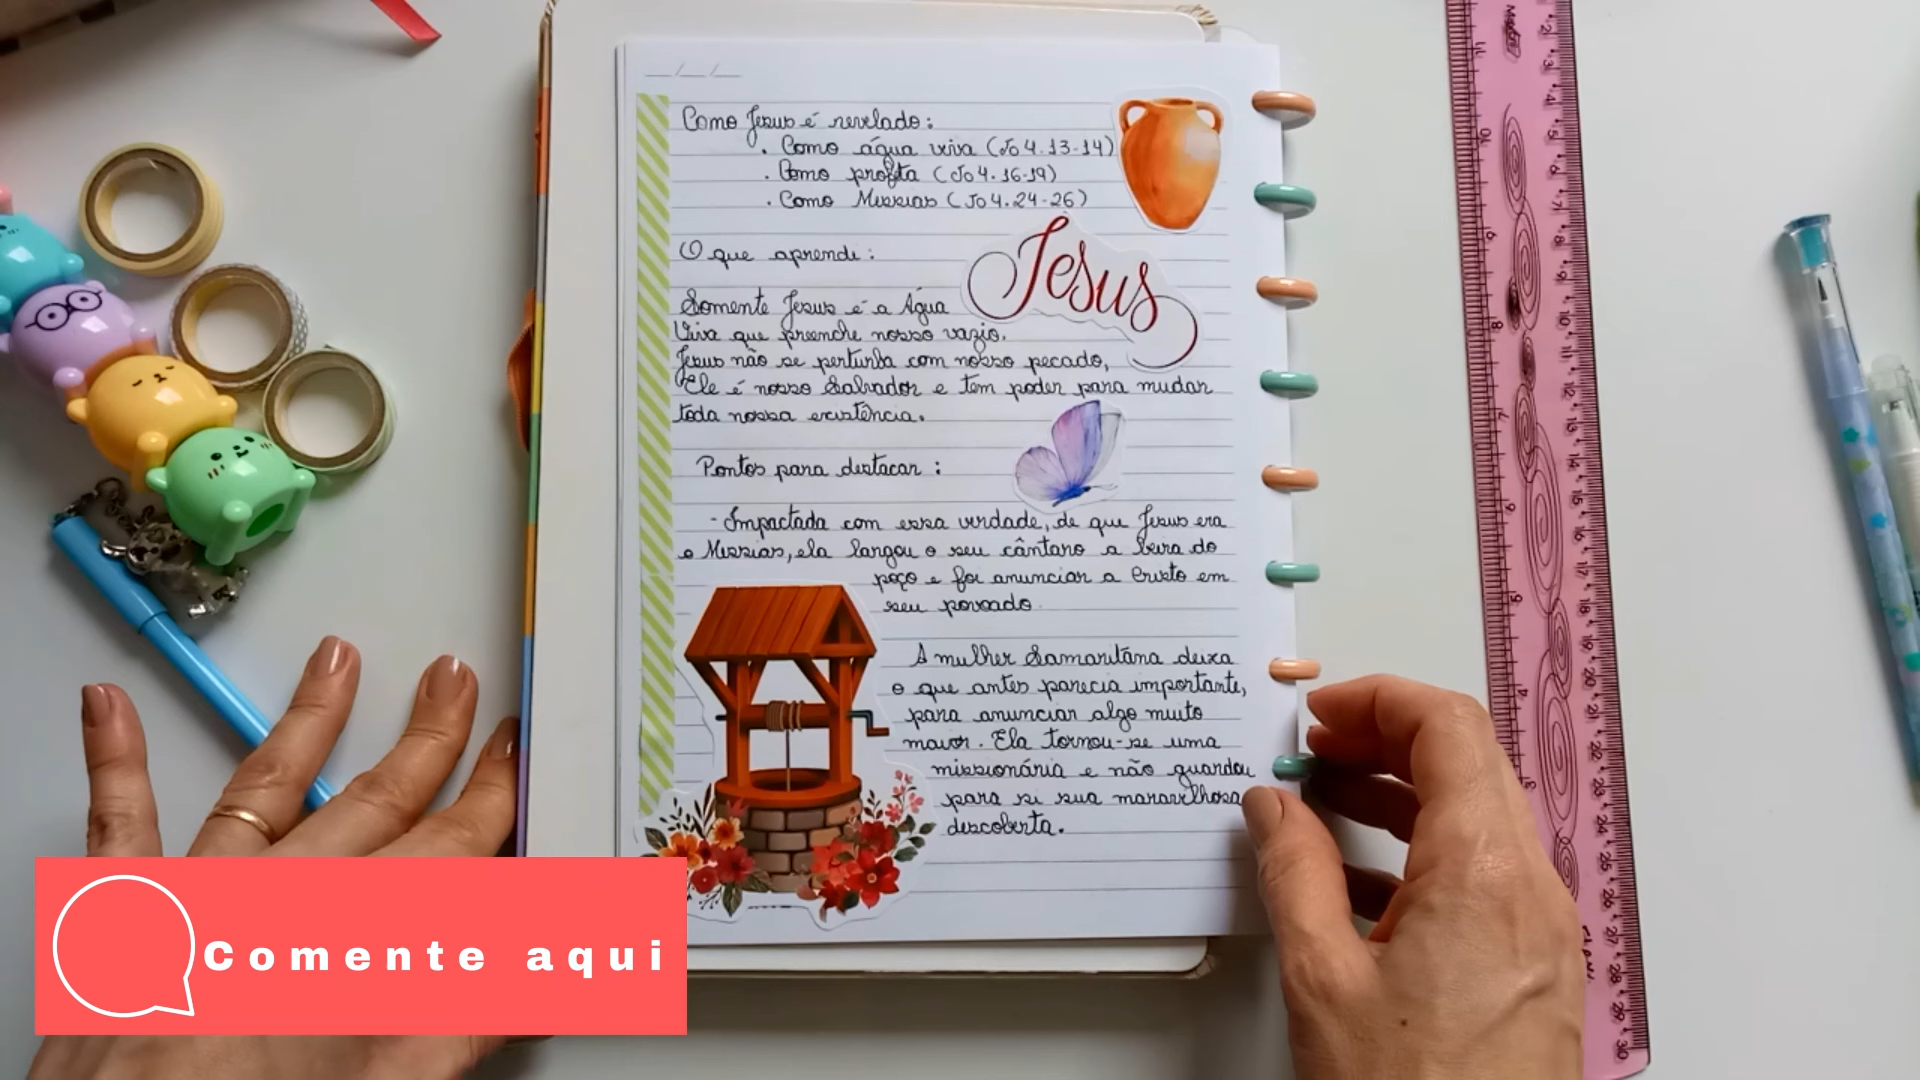 Como Jesus é revelado:
. Como água viva (Jo 4.13-14)
. Como profeta (Jo 4.16-19)
. Como Messias (Jo 4.24-26)
O que aprendi:
Jesus
Somente Jesus é a Água
Viva que preenche nosso vazio.
Jesus não se perturba com nosso pecado,
Ele é nosso Salvador e tem poder para mudar
toda nossa existência.
Pontos para destacar:
- Impactada com essa verdade, de que Jesus era
o Messias, ela largou o seu cântaro a beira do
poço e foi anunciar a Cristo em
seu povoado.
A mulher Samaritana deixa
o que antes parecia importante,
para anunciar algo muito
maior. Ela tornou-se uma
missionária e não guardou
para si sua maravilhosa
descoberta.
Comente aqui